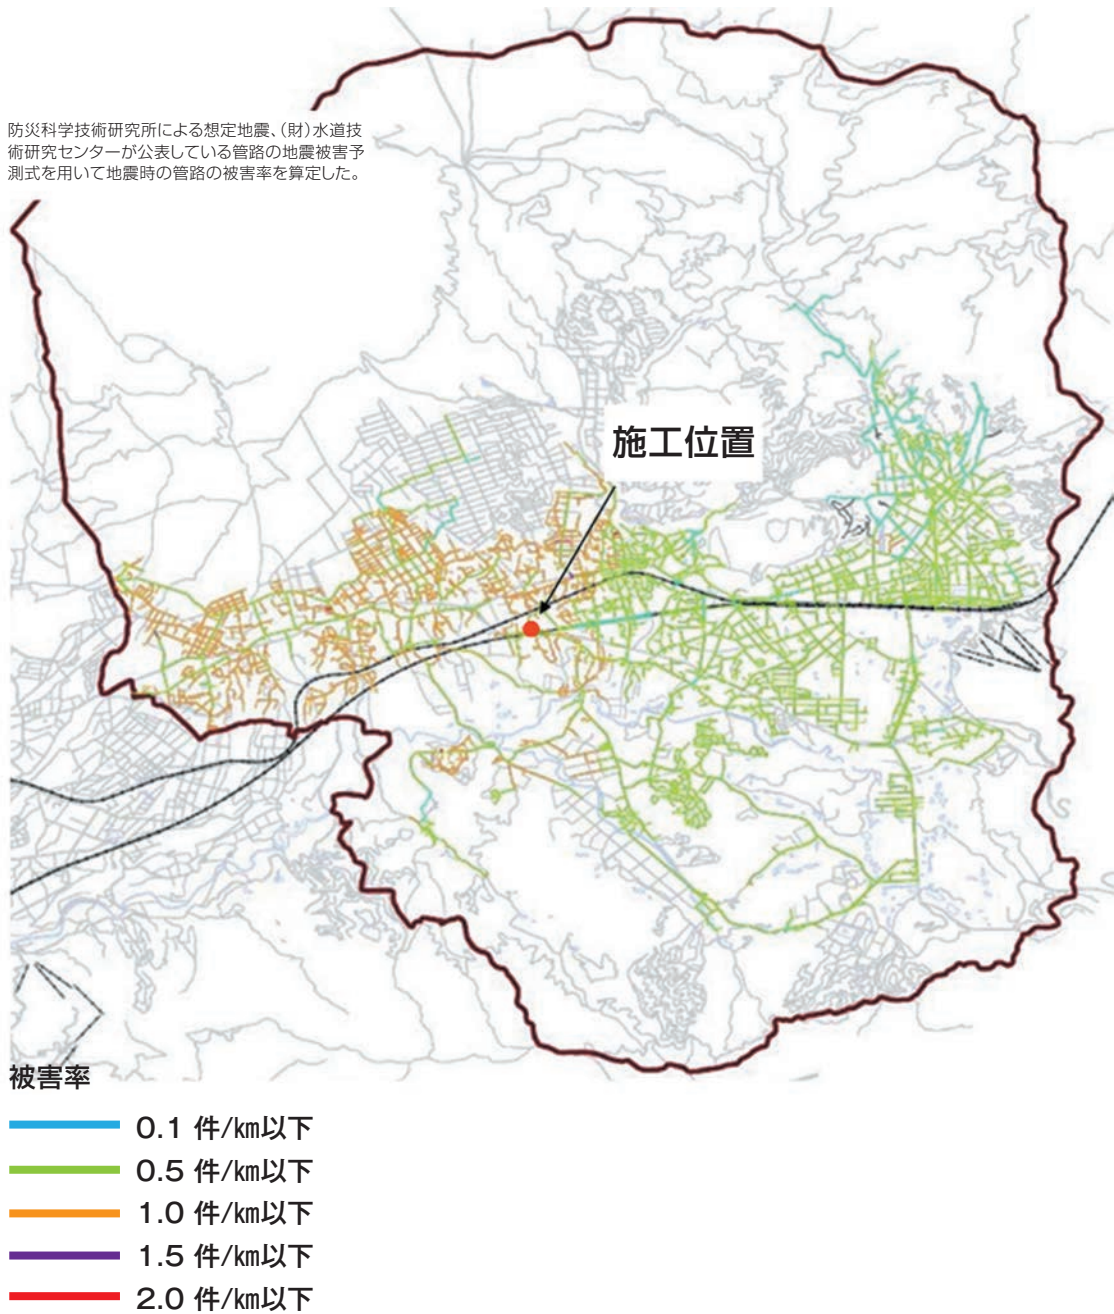 防災科学技術研究所による想定地震、(財)水道技
術研究センターが公表している管路の地震被害予
測式を用いて地震時の管路の被害率を算定した。
施工位置
被害率
0.1 件/㎞以下
0.5 件/㎞以下
1.0 件/㎞以下
1.5 件/㎞以下
2.0 件/㎞以下